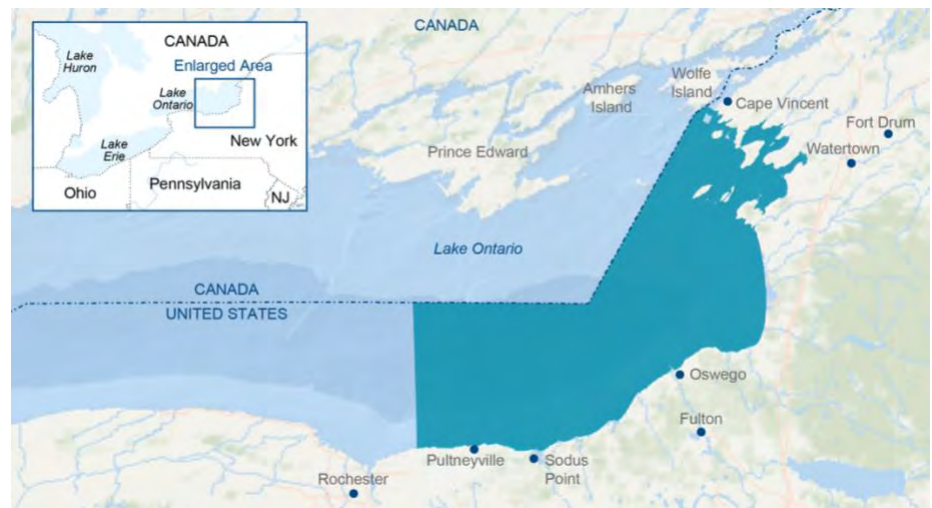 CANADA
CANADA
Enlarged Area
Lake
Huron
Lake
Ontario
Lake
Erie
New York
Ohio
Pennsylvania
NJ
Wolfe
Island
Amhers
Island
Cape Vincent
Fort Drum
Watertown
Prince Edward
Lake Ontario
CANADA
UNITED STATES
Oswego
Fulton
Pultneyville
Sodus
Point
Rochester